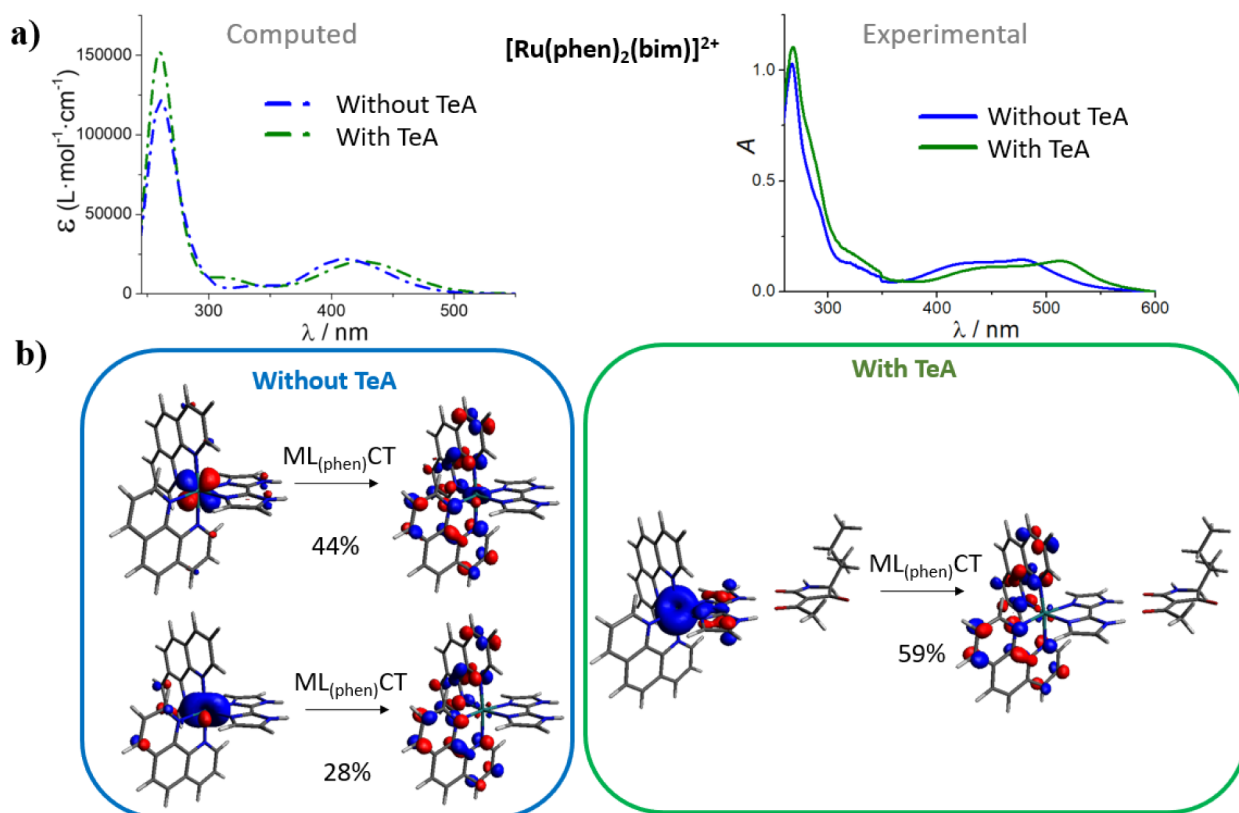 a)
Computed
[Ru(phen)₂(bim)]²⁺
Experimental
150000
100000
50000
0
ε (L·mol⁻¹·cm⁻¹)
Without TeA
With TeA
300
400
500
λ / nm
1.0
0.5
0.0
A
Without TeA
With TeA
300
400
500
600
λ / nm
b)
Without TeA
ML(phen)CT
44%
ML(phen)CT
28%
With TeA
ML(phen)CT
59%